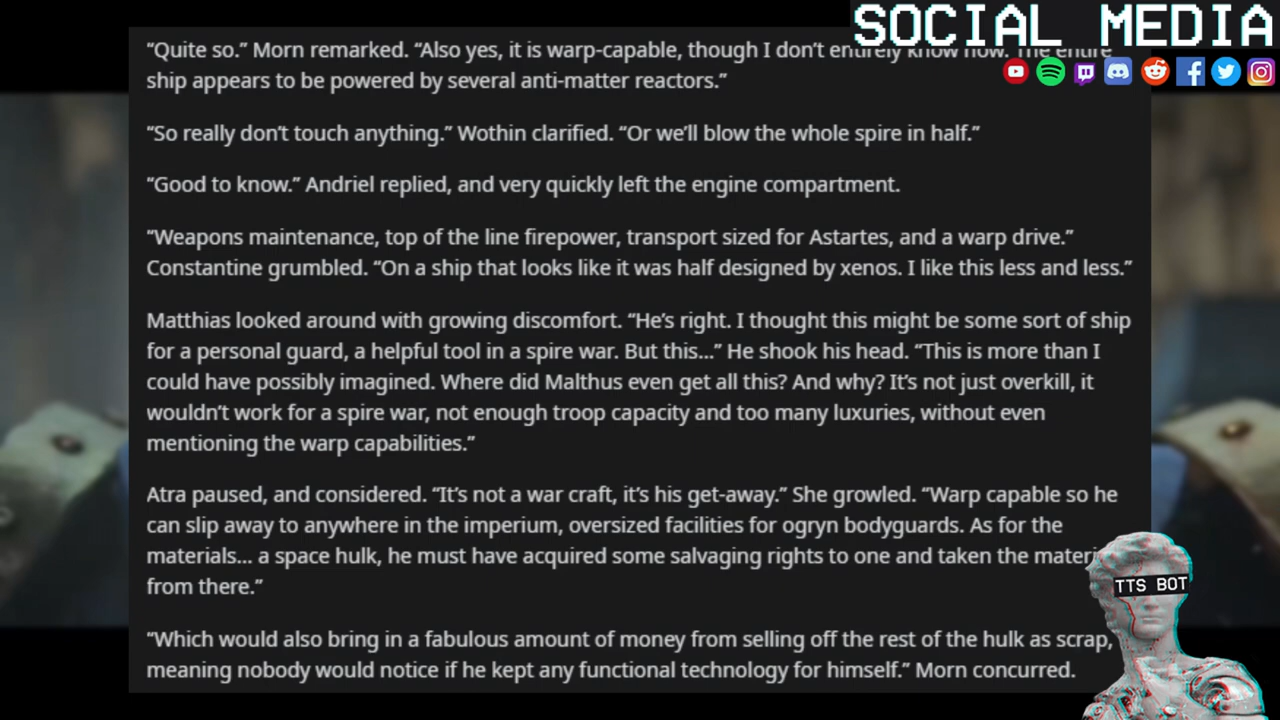 SOCIAL MEDIA
“Quite so.” Morn remarked. “Also yes, it is warp-capable, though I don’t entirely know how. The entire
ship appears to be powered by several anti-matter reactors.”
“So really don’t touch anything.” Wothin clarified. “Or we’ll blow the whole spire in half.”
“Good to know.” Andriel replied, and very quickly left the engine compartment.
“Weapons maintenance, top of the line firepower, transport sized for Astartes, and a warp drive.”
Constantine grumbled. “On a ship that looks like it was half designed by xenos. I like this less and less.”
Matthias looked around with growing discomfort. “He’s right. I thought this might be some sort of ship
for a personal guard, a helpful tool in a spire war. But this...” He shook his head. “This is more than I
could have possibly imagined. Where did Malthus even get all this? And why? It’s not just overkill, it
wouldn’t work for a spire war, not enough troop capacity and too many luxuries, without even
mentioning the warp capabilities.”
Atra paused, and considered. “It’s not a war craft, it’s his get-away.” She growled. “Warp capable so he
can slip away to anywhere in the imperium, oversized facilities for ogryn bodyguards. As for the
materials... a space hulk, he must have acquired some salvaging rights to one and taken the
from there.”
“Which would also bring in a fabulous amount of money from selling off the rest of the hulk as scrap,
meaning nobody would notice if he kept any functional technology for himself.” Morn concurred.
TTS BOT